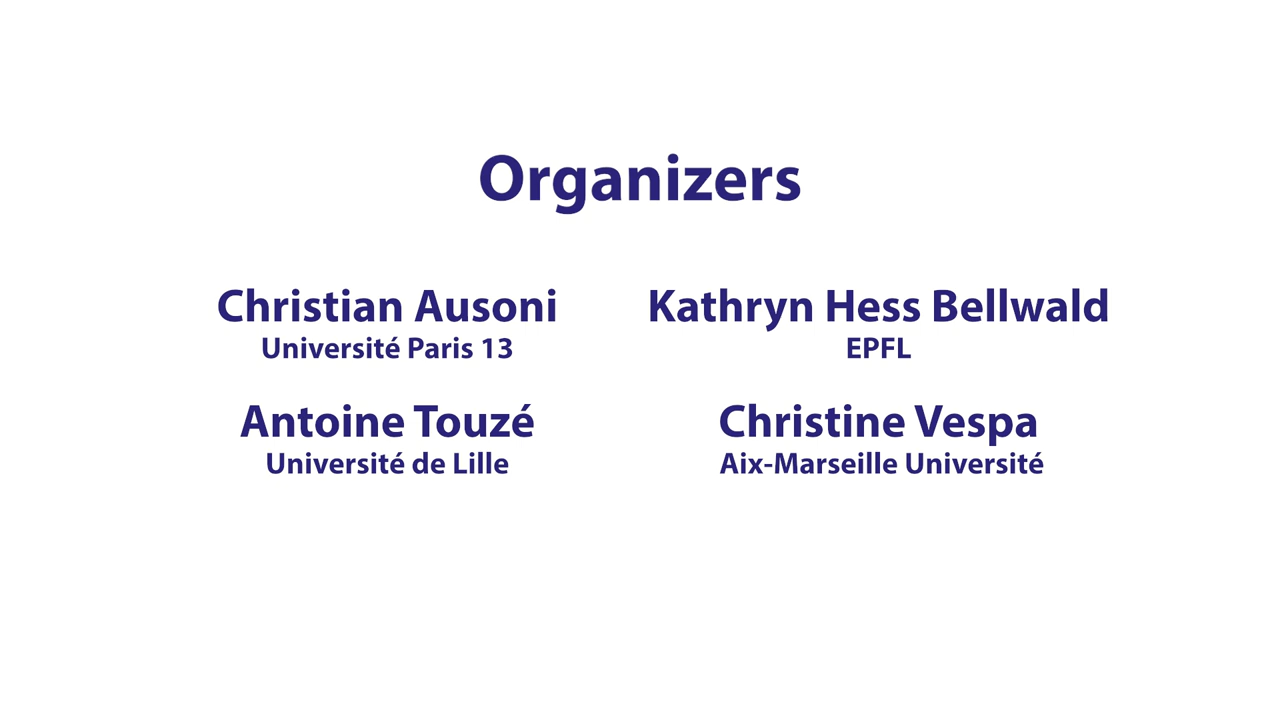 Organizers
Christian Ausoni
Université Paris 13
Kathryn Hess Bellwald
EPFL
Antoine Touzé
Université de Lille
Christine Vespa
Aix-Marseille Université